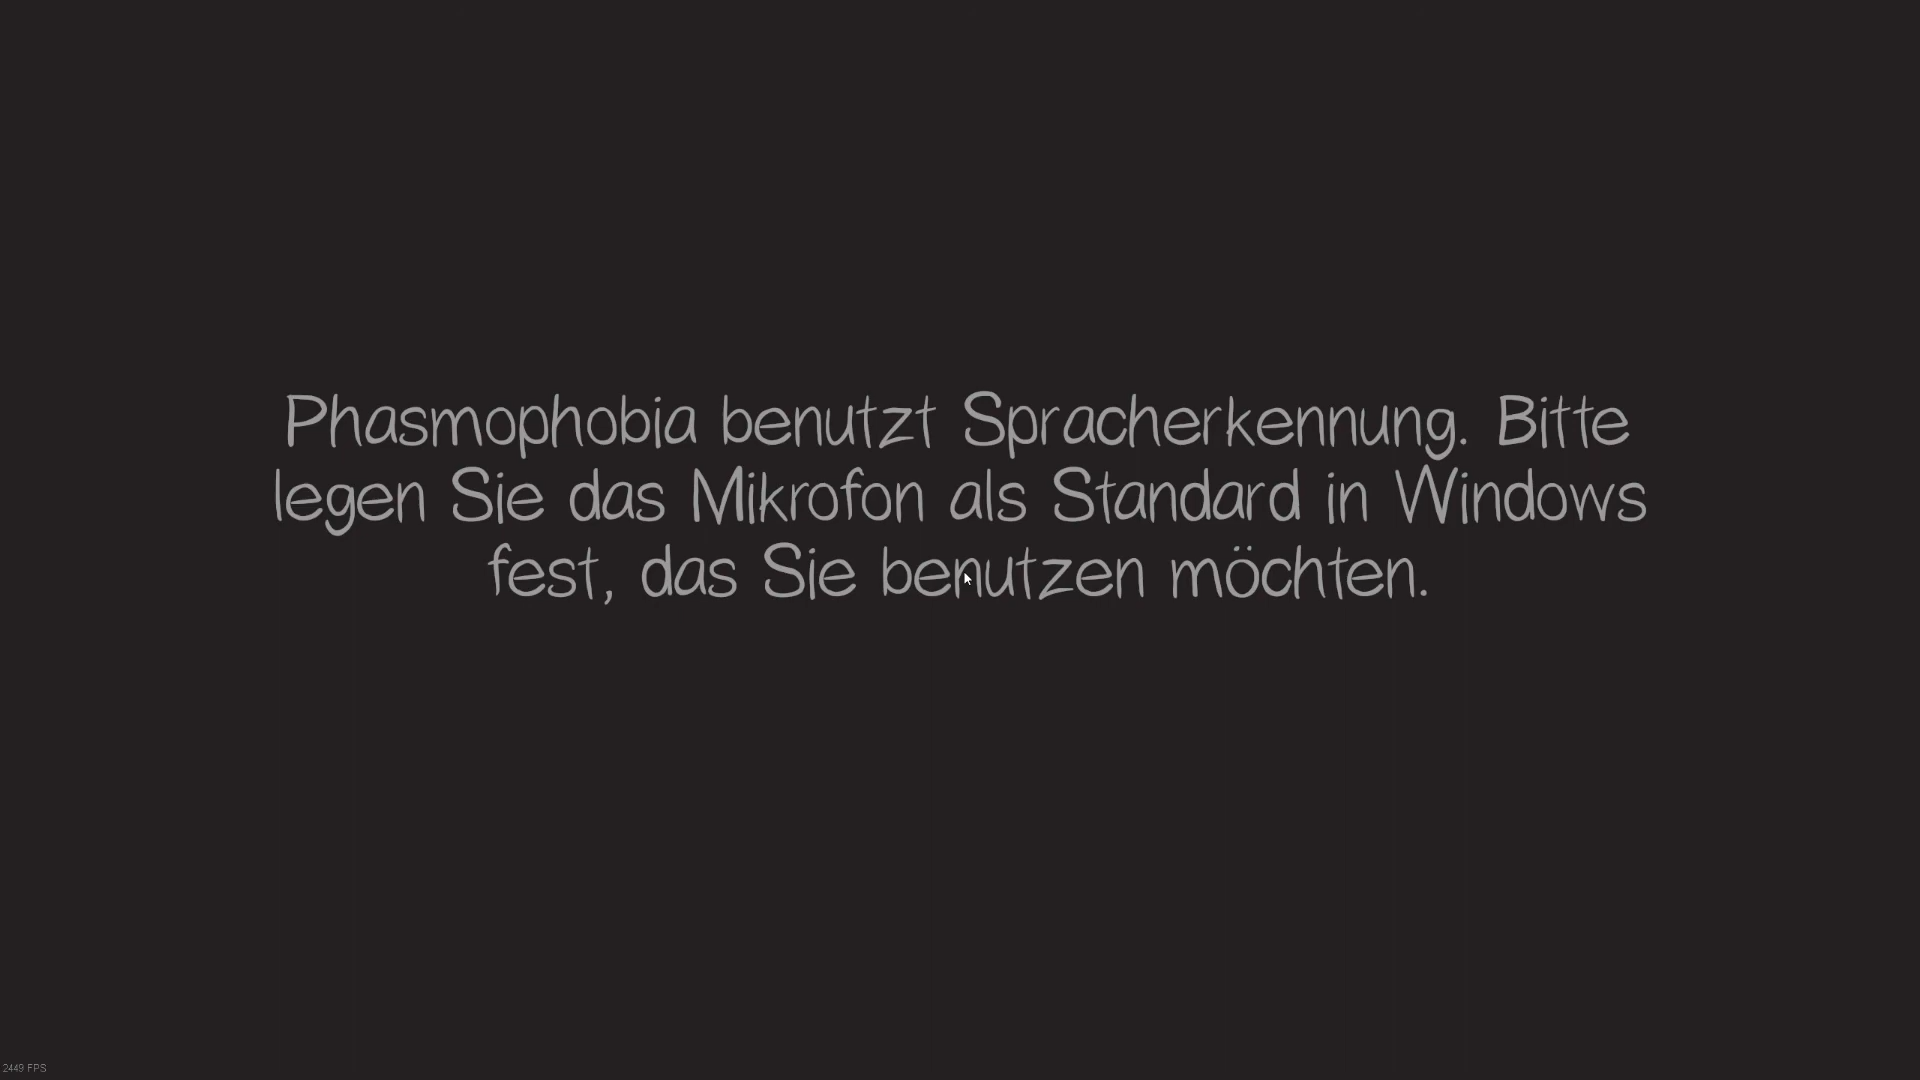 Phasmophobia benutzt Spracherkennung. Bitte
legen Sie das Mikrofon als Standard in Windows
fest, das Sie benutzen möchten.
2449 FPS